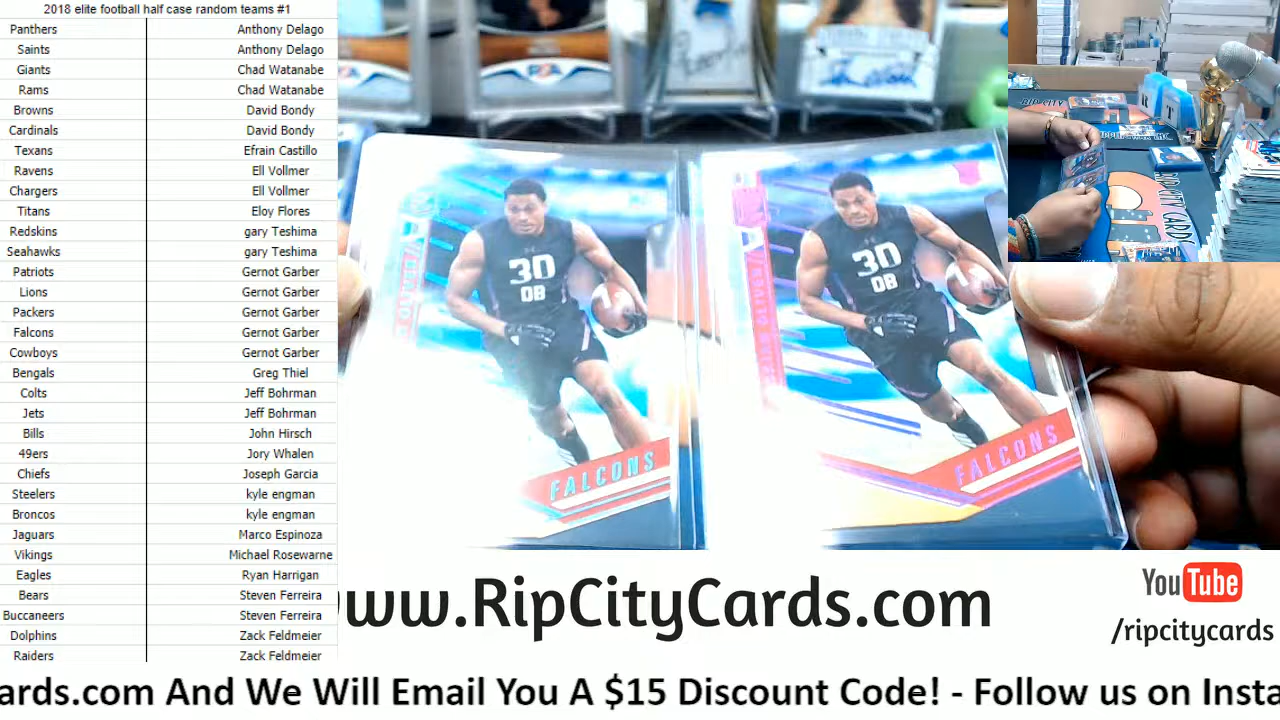 2018 elite football half case random teams #1
Panthers Anthony Delago
Saints Anthony Delago
Giants Chad Watanabe
Rams Chad Watanabe
Browns David Bondy
Cardinals David Bondy
Texans Efrain Castillo
Ravens Ell Vollmer
Chargers Ell Vollmer
Titans Eloy Flores
Redskins gary Teshima
Seahawks gary Teshima
Patriots Gernot Garber
Lions Gernot Garber
Packers Gernot Garber
Falcons Gernot Garber
Cowboys Gernot Garber
Bengals Greg Thiel
Colts Jeff Bohrman
Jets Jeff Bohrman
Bills John Hirsch
49ers Jory Whalen
Chiefs Joseph Garcia
Steelers kyle engman
Broncos kyle engman
Jaguars Marco Espinoza
Vikings Michael Rosewarne
Eagles Ryan Harrigan
Bears Steven Ferreira
Buccaneers Steven Ferreira
Dolphins Zack Feldmeier
Raiders Zack Feldmeier
30
DB
FALCONS
30
DB
OLIVER
FALCONS
RIP CITY CARDS
www.RipCityCards.com
YouTube
/ripcitycards
ards.com And We Will Email You A $15 Discount Code! - Follow us on Insta